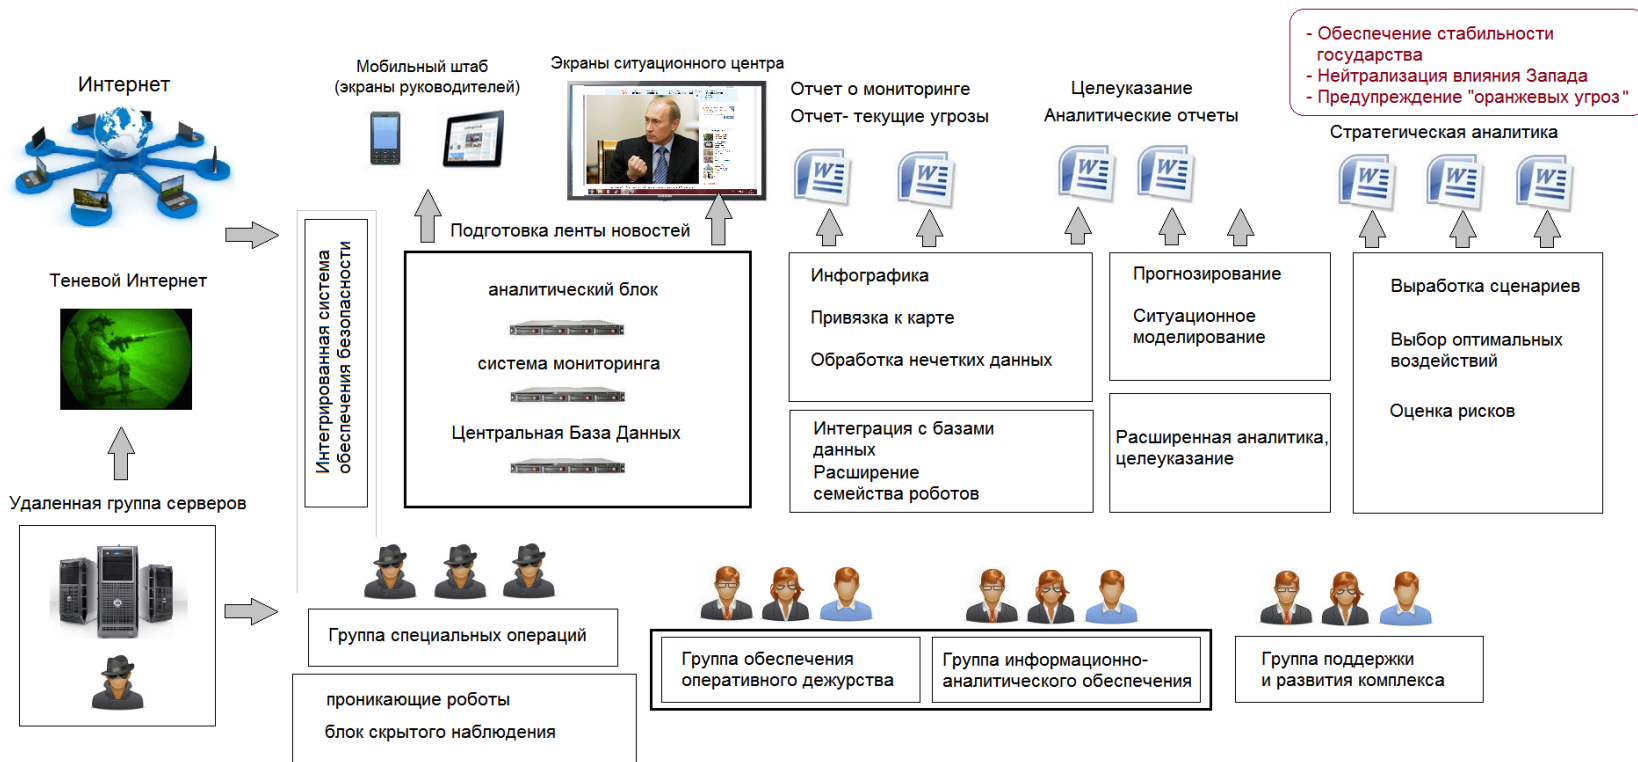 Интернет
Мобильный штаб
(экраны руководителей)
Экраны ситуационного центра
Отчет о мониторинге
Отчет- текущие угрозы
Целеуказание
Аналитические отчеты
- Обеспечение стабильности
государства
- Нейтрализация влияния Запада
- Предупреждение "оранжевых угроз"
Стратегическая аналитика
W
W
W
W
W
W
W
Теневой Интернет
Интегрированная система
обеспечения безопасности
Подготовка ленты новостей
аналитический блок
система мониторинга
Центральная База Данных
Инфографика
Привязка к карте
Обработка нечетких данных
Интеграция с базами
данных
Расширение
семейства роботов
Прогнозирование
Ситуационное
моделирование
Расширенная аналитика,
целеуказание
Выработка сценариев
Выбор оптимальных
воздействий
Оценка рисков
Удаленная группа серверов
Группа специальных операций
проникающие роботы
блок скрытого наблюдения
Группа обеспечения
оперативного дежурства
Группа информационно-
аналитического обеспечения
Группа поддержки
и развития комплекса